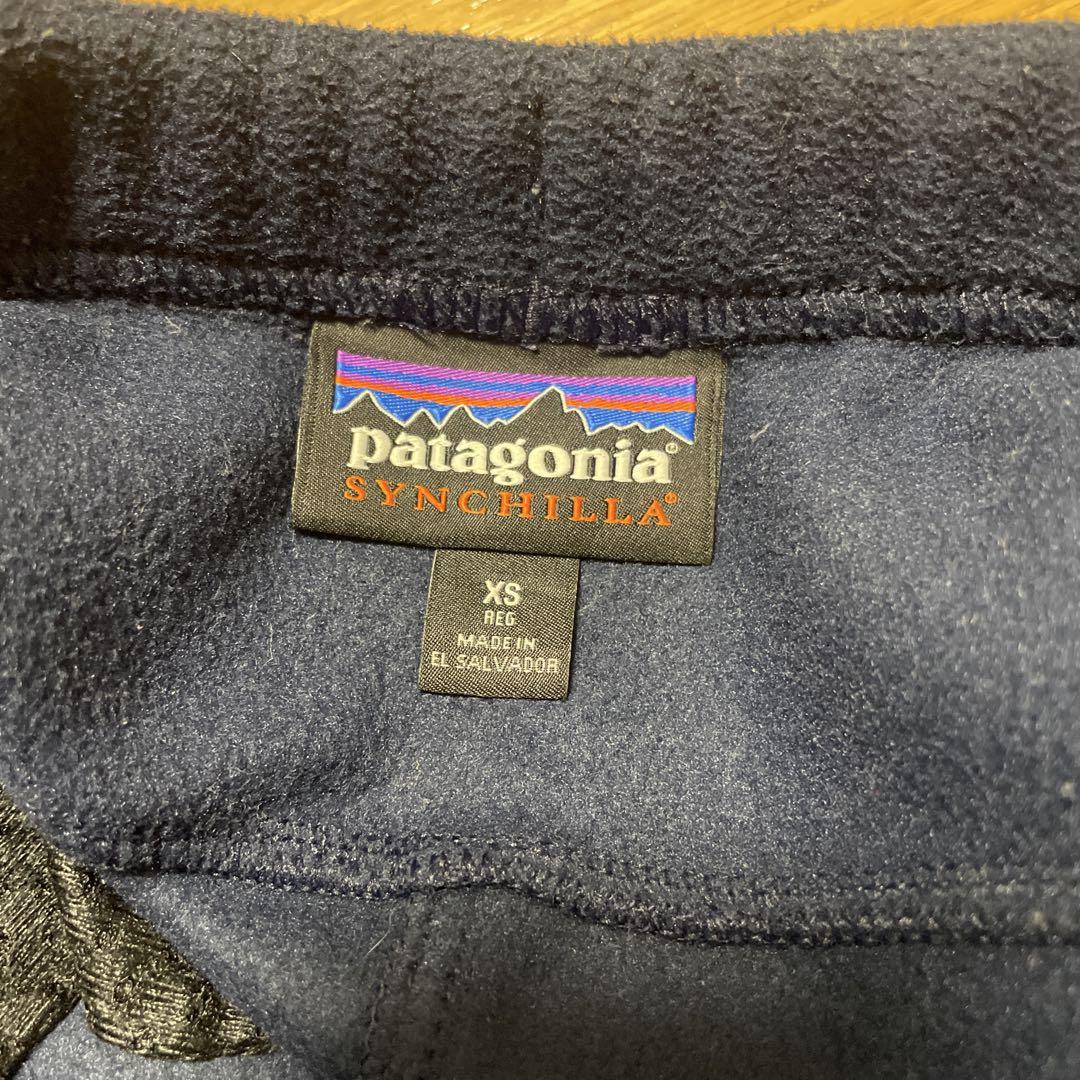 patagonia®
SYNCHILLA®
XS
REG
MADE IN
EL SALVADOR